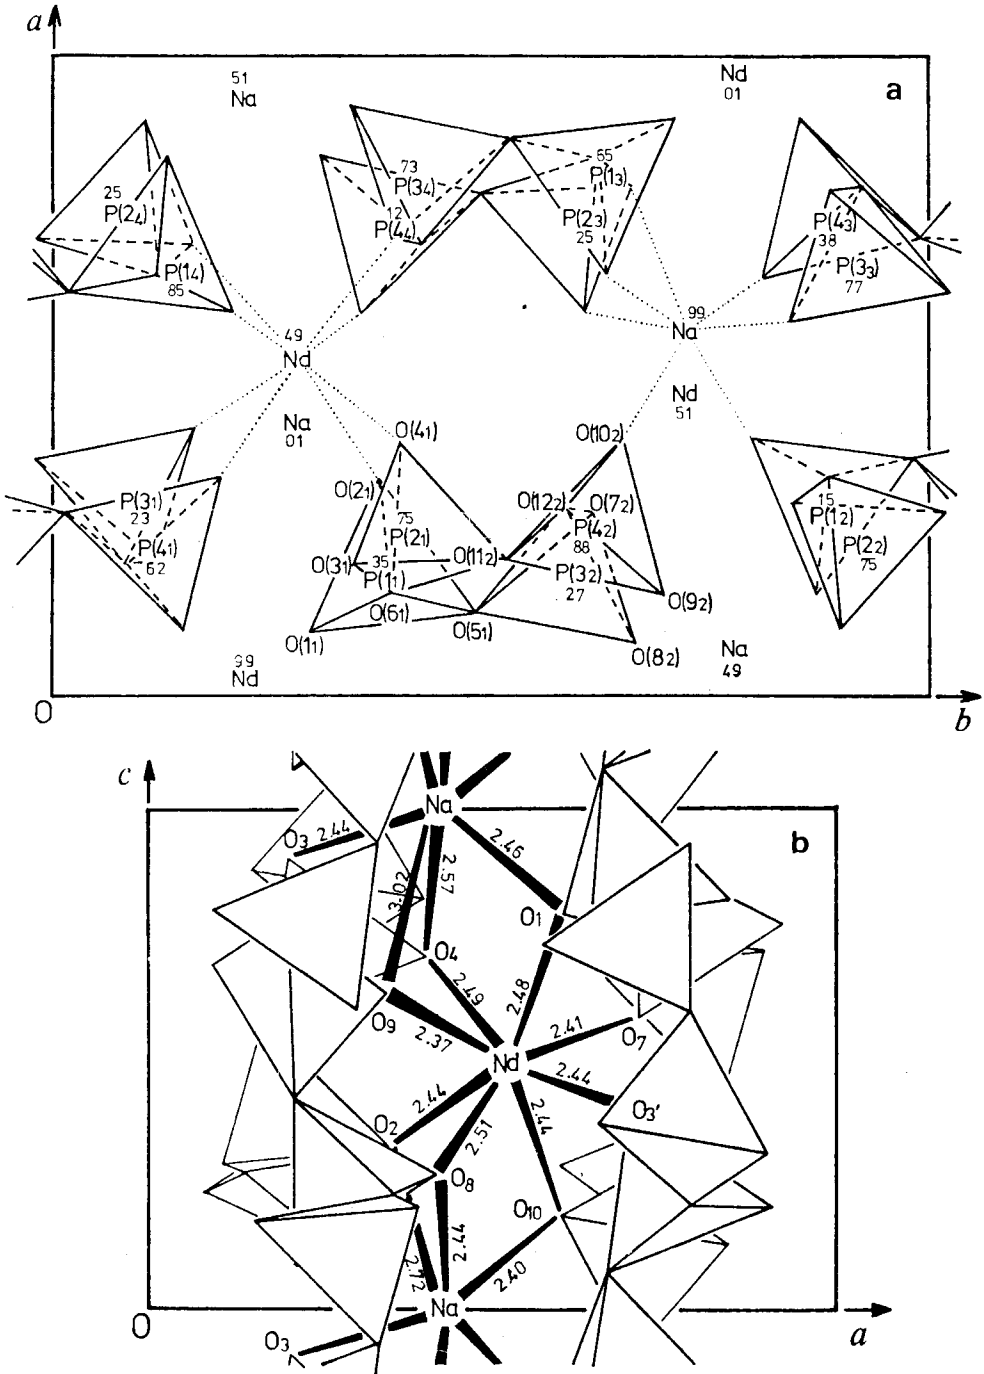 a
51
Na
Nd
01
a
25
P(24)
P(14)
85
73
P(34)
12
P(44)
65
P(13)
P(23)
25
P(43)
38
P(33)
77
49
Nd
99
Na
Na
01
Nd
51
O(41)
O(102)
O(21)
75
P(21)
O(122)
O(72)
P(42)
88
P(31)
23
P(41)
62
15
P(12)
P(22)
75
O(31)
35
P(11)
O(112)
P(32)
27
O(61)
O(51)
O(92)
O(11)
O(82)
99
Nd
Na
49
O
b
c
Na
b
O3
2.44
2.46
2.57
3.02
O1
O4
2.49
2.48
O9
2.37
2.41
O7
Nd
2.44
2.44
O3'
O2
2.51
2.44
O8
O10
2.44
2.72
2.40
Na
O
a
O3